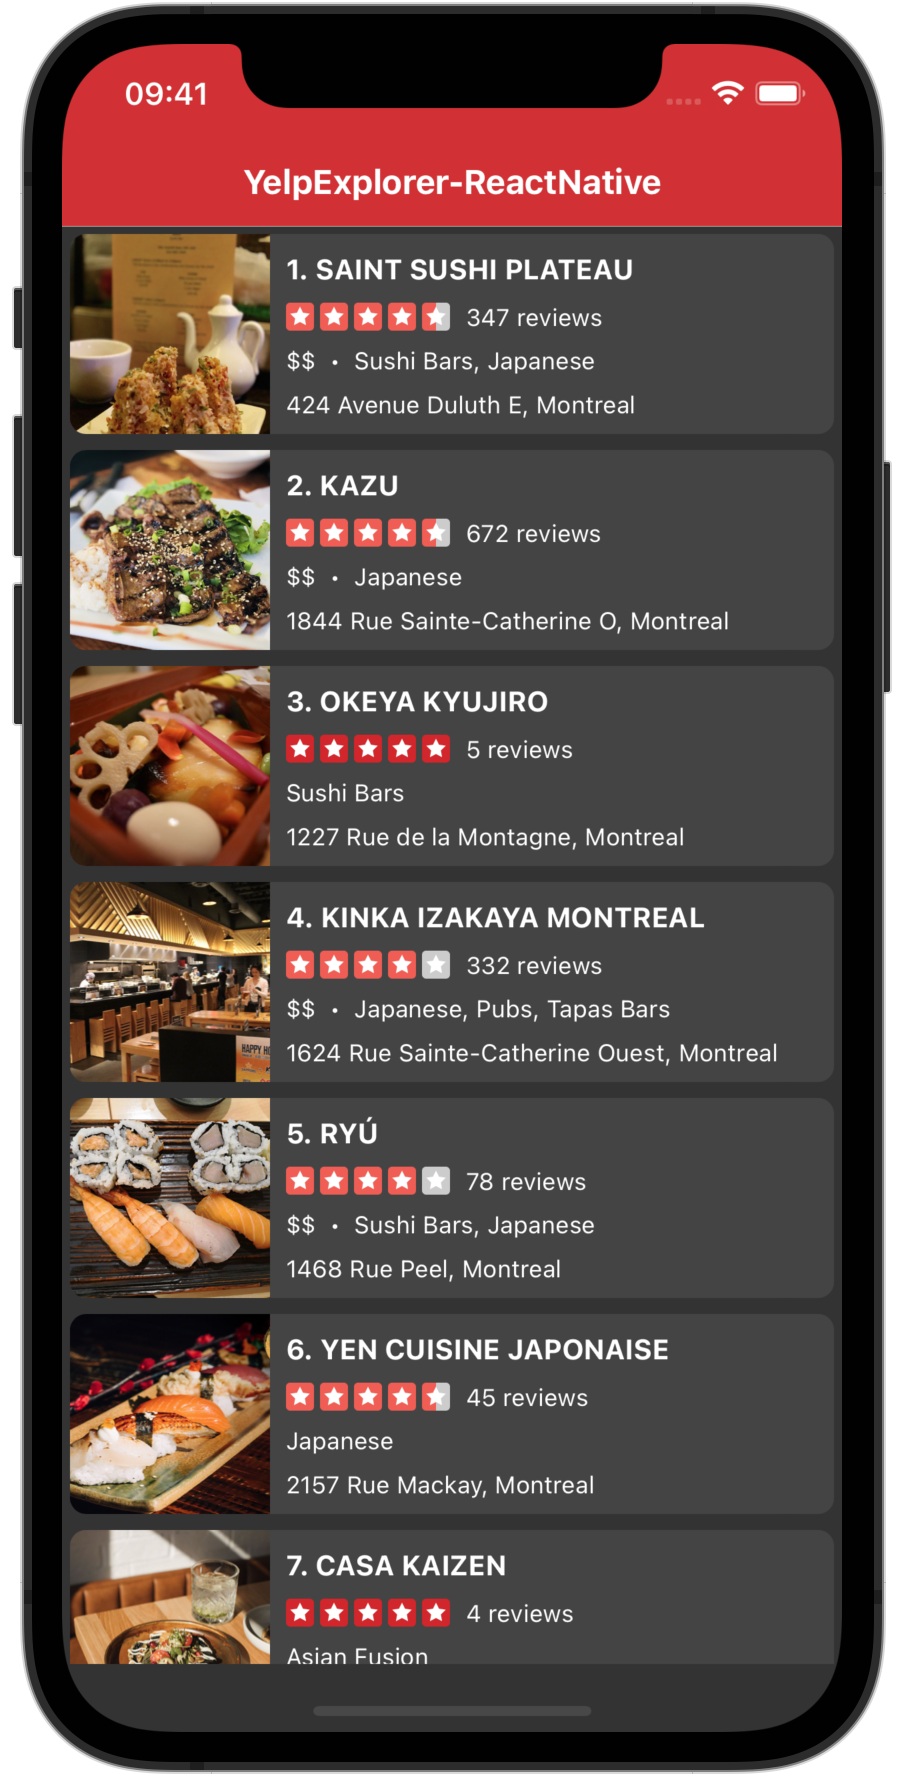 09:41
YelpExplorer-ReactNative
1. SAINT SUSHI PLATEAU
347 reviews
$$ • Sushi Bars, Japanese
424 Avenue Duluth E, Montreal
2. KAZU
672 reviews
$$ • Japanese
1844 Rue Sainte-Catherine O, Montreal
3. OKEYA KYUJIRO
5 reviews
Sushi Bars
1227 Rue de la Montagne, Montreal
4. KINKA IZAKAYA MONTREAL
332 reviews
$$ • Japanese, Pubs, Tapas Bars
HAPPY
1624 Rue Sainte-Catherine Ouest, Montreal
5. RYÚ
78 reviews
$$ • Sushi Bars, Japanese
1468 Rue Peel, Montreal
6. YEN CUISINE JAPONAISE
45 reviews
Japanese
2157 Rue Mackay, Montreal
7. CASA KAIZEN
4 reviews
Asian Fusion